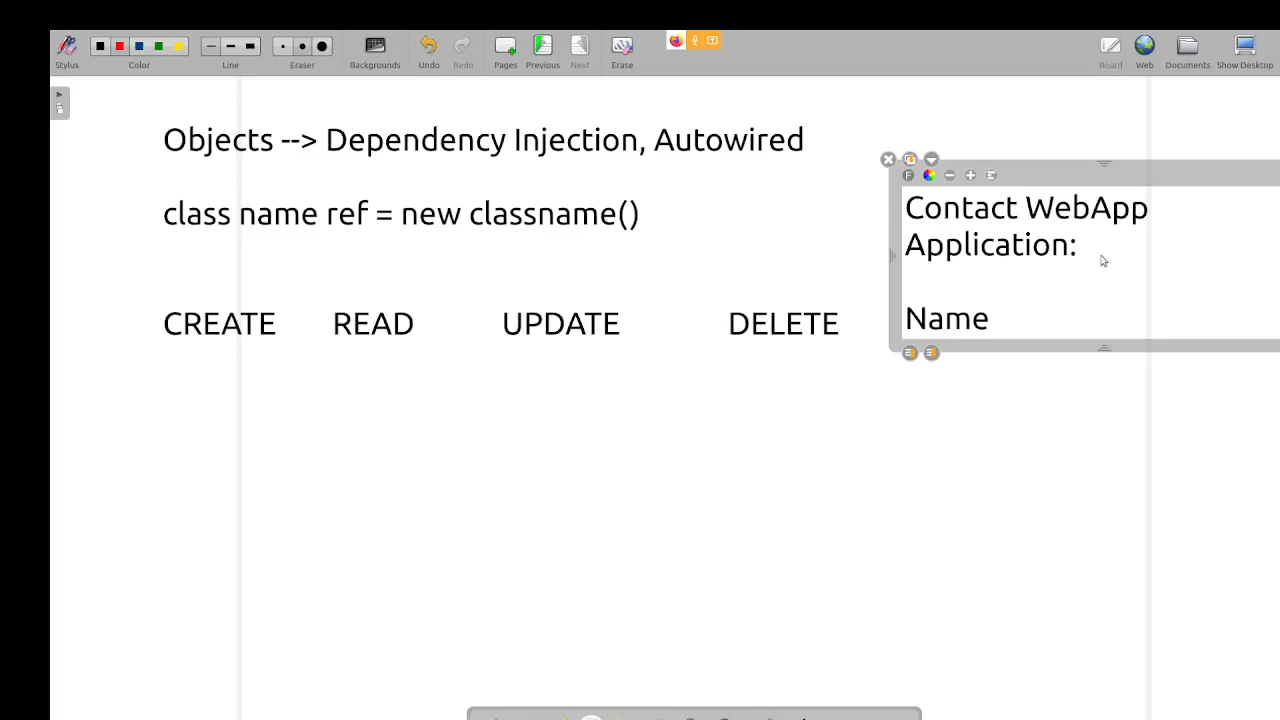 Stylus
Color
Line
Eraser
Backgrounds
Undo
Redo
Pages
Previous
Next
Erase
Board
Web
Documents
Show Desktop
Objects --> Dependency Injection, Autowired
class name ref = new classname()
CREATE READ UPDATE DELETE
F
Contact WebApp
Application:
Name